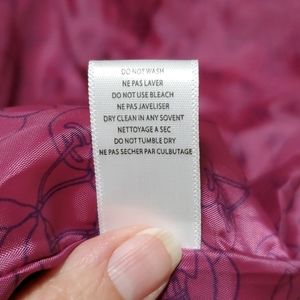 DO NOT WASH
NE PAS LAVER
DO NOT USE BLEACH
NE PAS JAVELISER
DRY CLEAN IN ANY SOVENT
NETTOYAGE A SEC
DO NOT TUMBLE DRY
NE PAS SECHER PAR CULBUTAGE